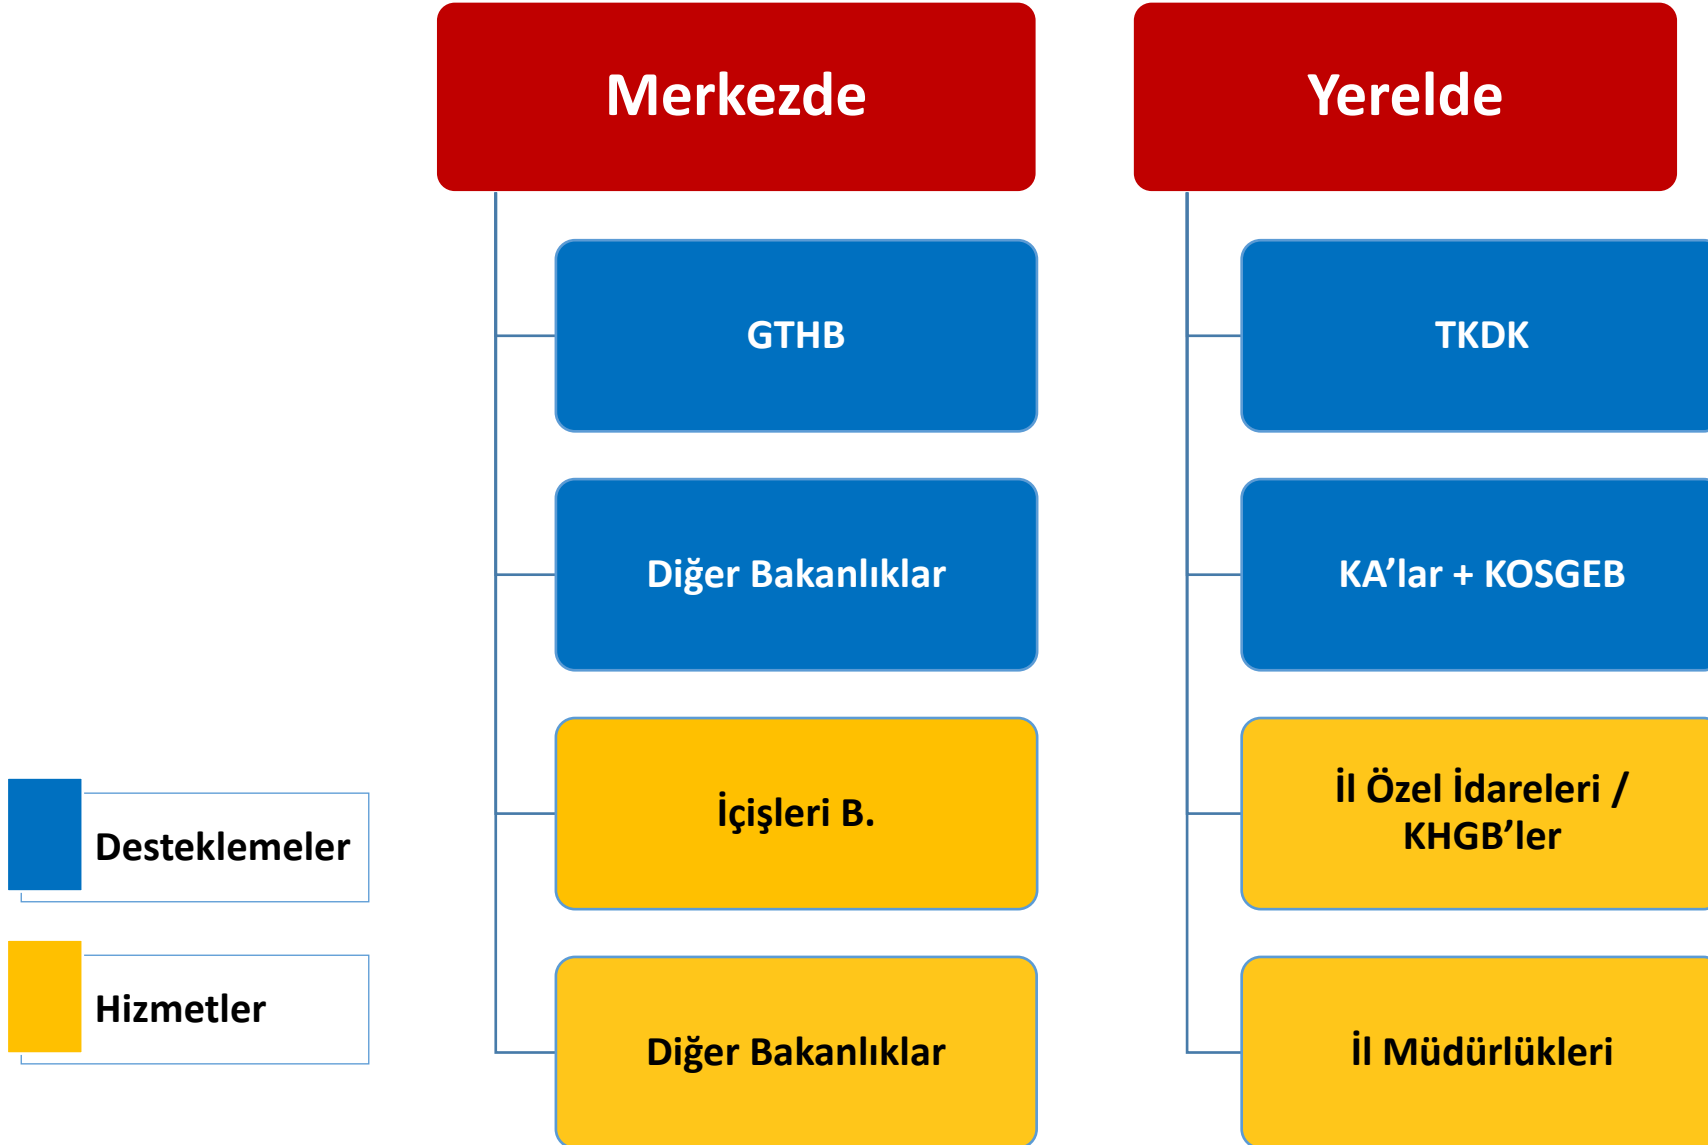 Merkezde
GTHB
Diğer Bakanlıklar
İçişleri B.
Diğer Bakanlıklar
Yerelde
TKDK
KA’lar + KOSGEB
İl Özel İdareleri /
KHGB’ler
İl Müdürlükleri
Desteklemeler
Hizmetler